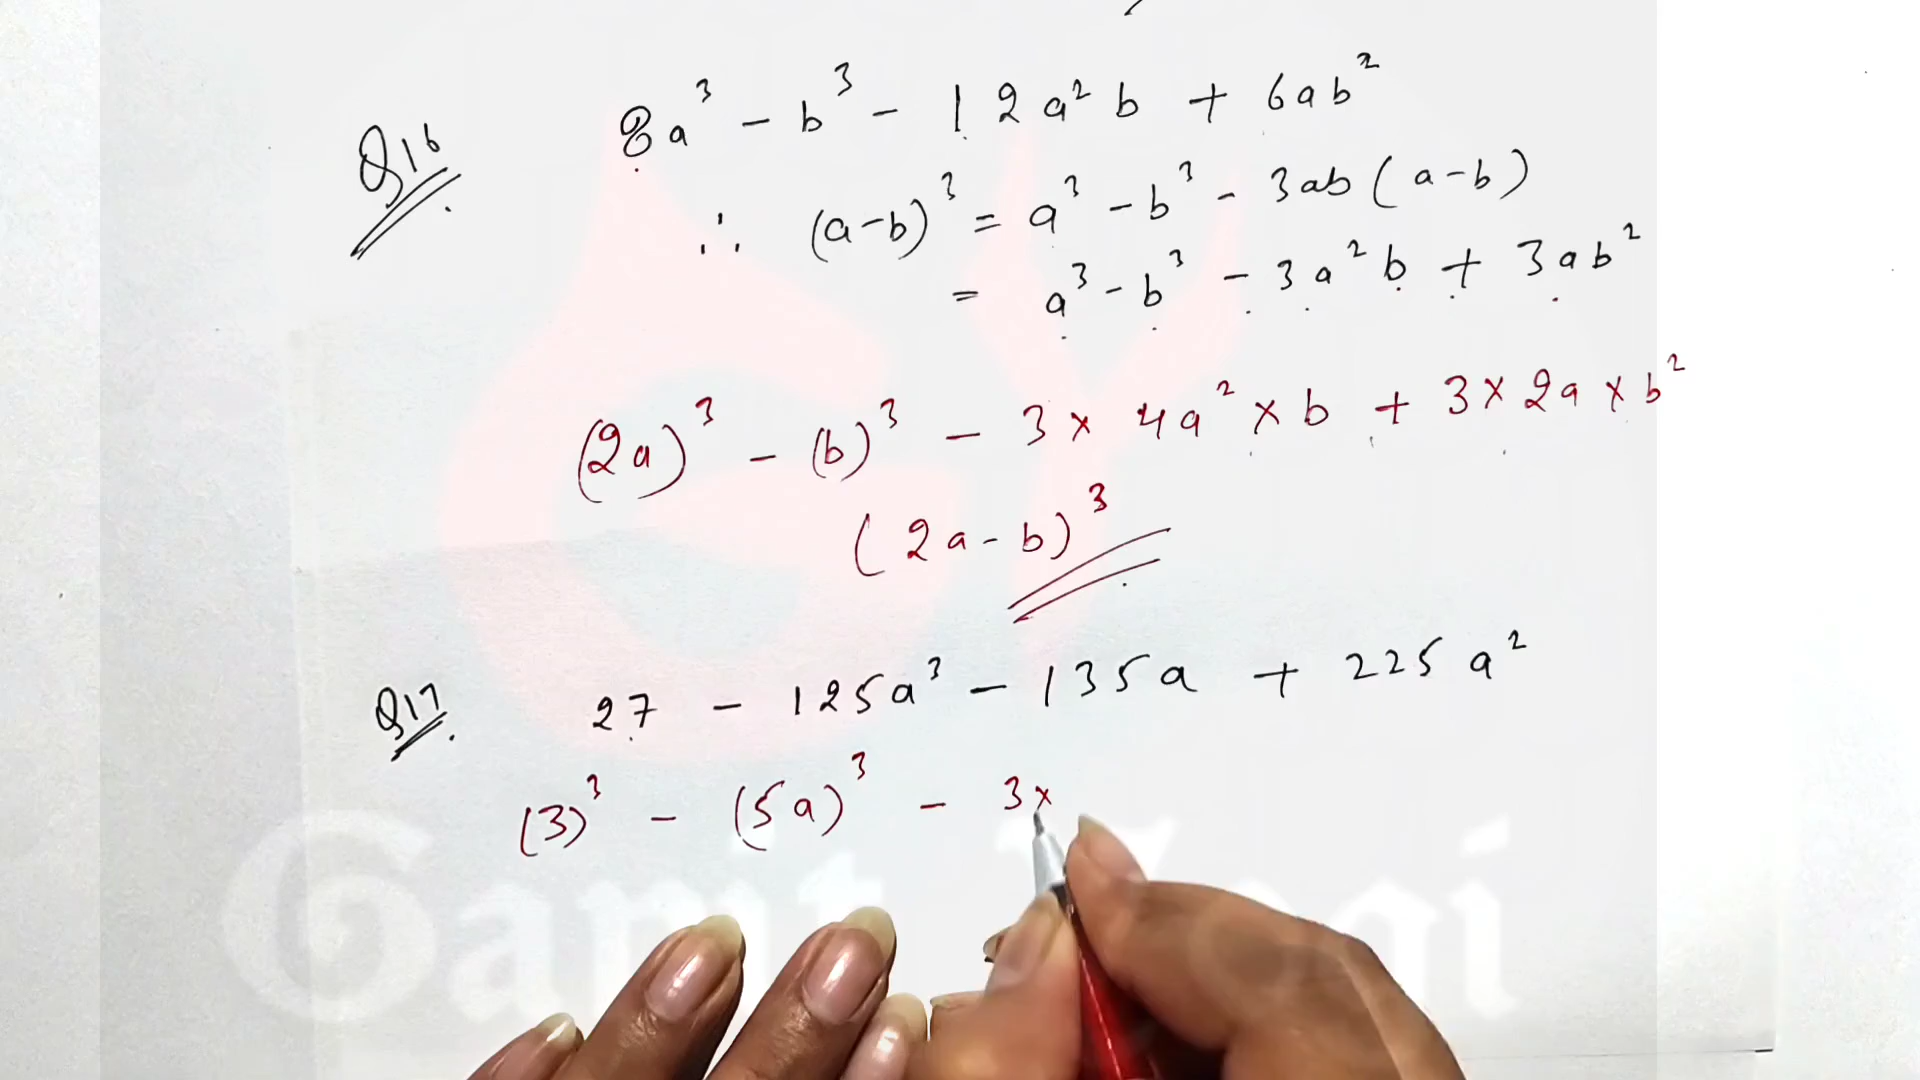 Q16 8a³ - b³ - 12a²b + 6ab²
∴ (a-b)³ = a³ - b³ - 3ab(a-b)
= a³ - b³ - 3a²b + 3ab²
(2a)³ - (b)³ - 3 × 4a² × b + 3 × 2a × b²
(2a-b)³
Q17 27 - 125a³ - 135a + 225a²
(3)³ - (5a)³ - 3×